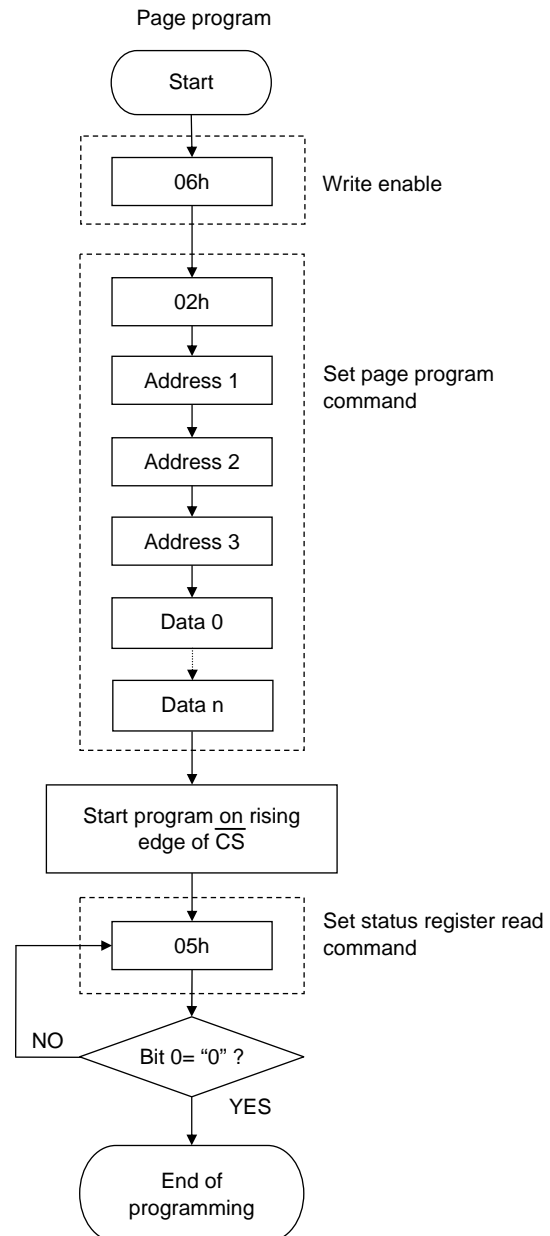 Page program
Start
06h
Write enable
02h
Address 1
Set page program
command
Address 2
Address 3
Data 0
Data n
Start program on rising
edge of C̅S̅
Set status register read
command
05h
NO
Bit 0= “0” ?
YES
End of
programming